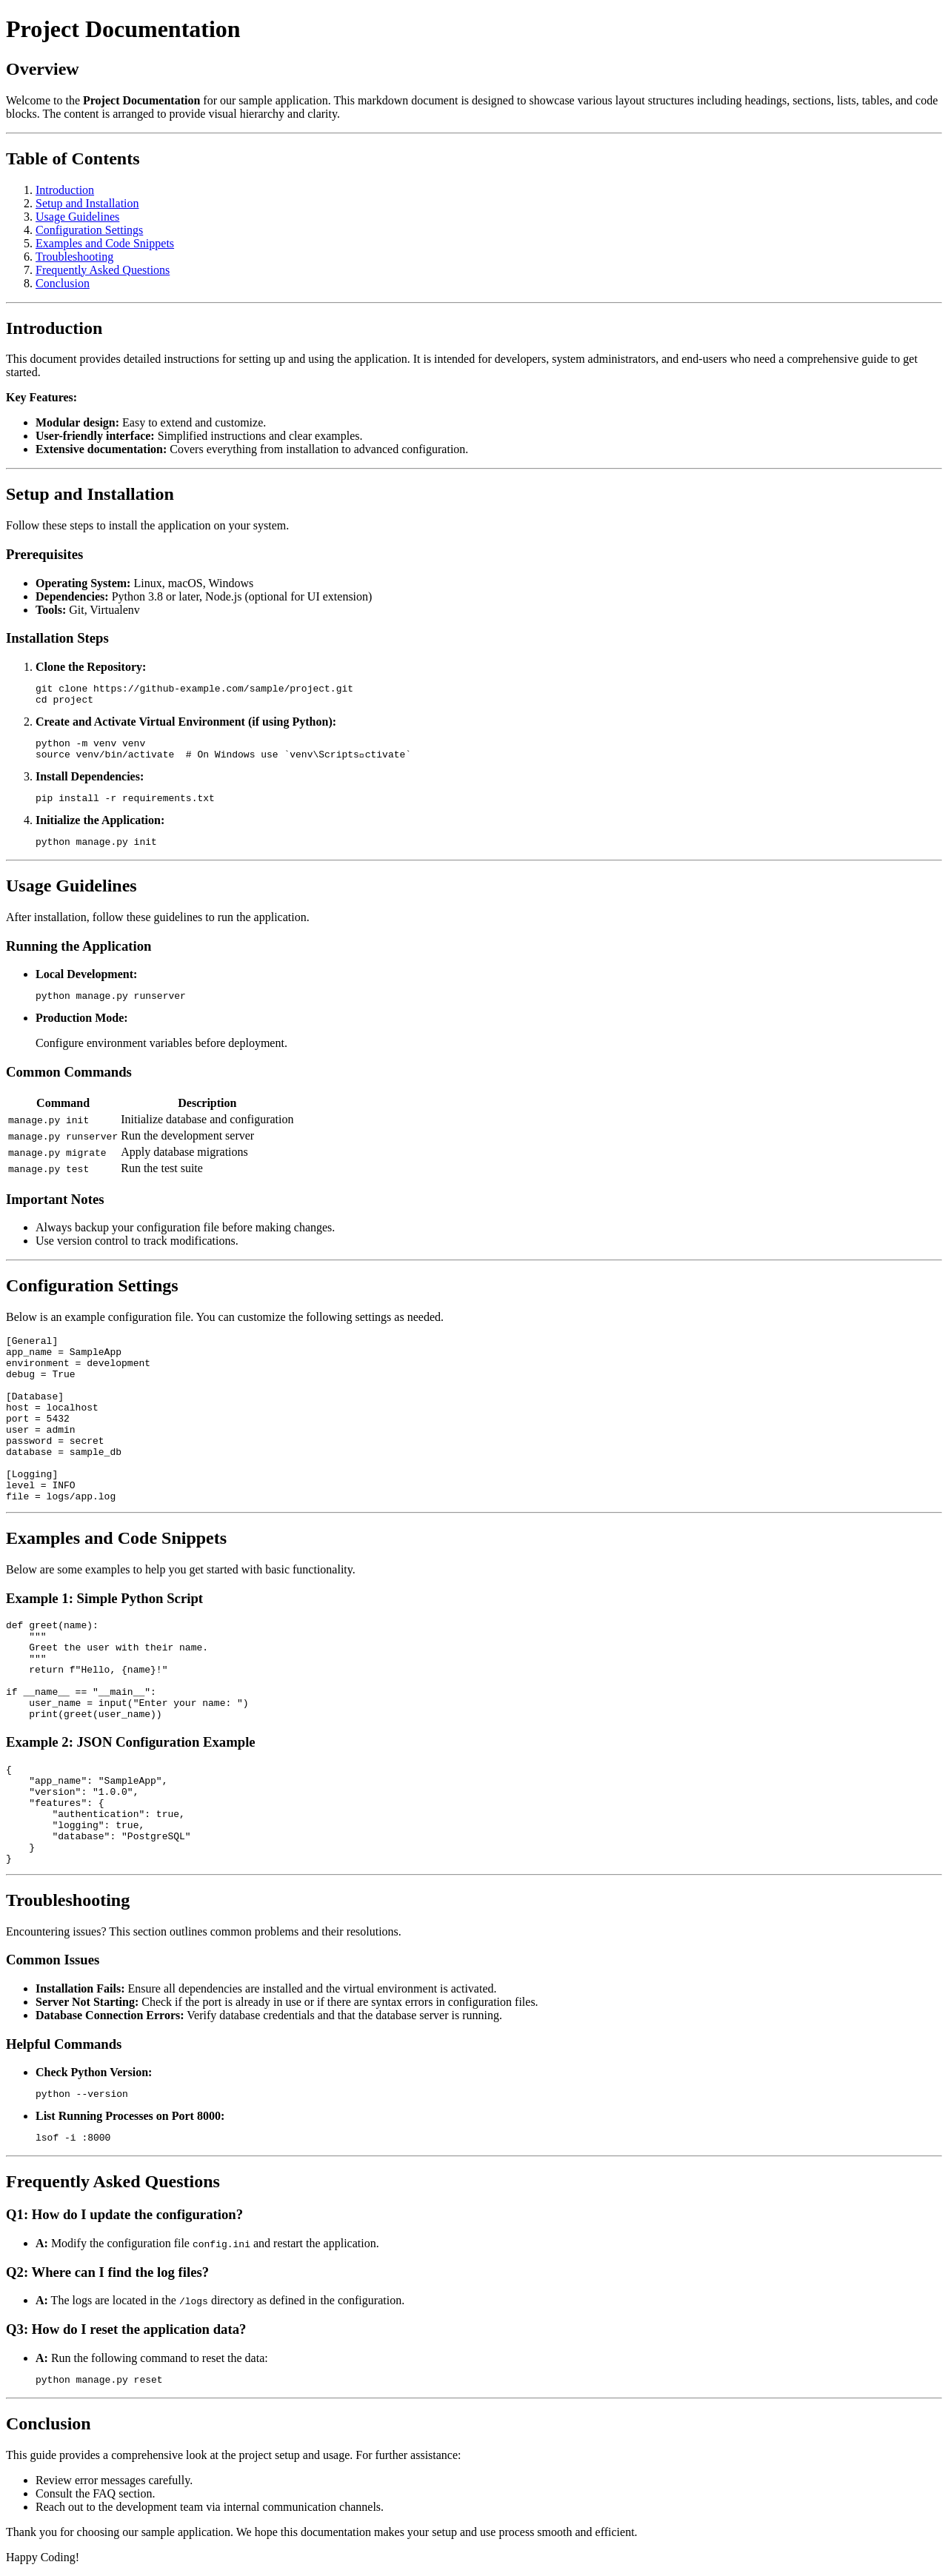 Project Documentation
Overview
Welcome to the Project Documentation for our sample application. This markdown document is designed to showcase various layout structures including headings, sections, lists, tables, and code
blocks. The content is arranged to provide visual hierarchy and clarity.
Table of Contents
1. Introduction
2. Setup and Installation
3. Usage Guidelines
4. Configuration Settings
5. Examples and Code Snippets
6. Troubleshooting
7. Frequently Asked Questions
8. Conclusion
Introduction
This document provides detailed instructions for setting up and using the application. It is intended for developers, system administrators, and end-users who need a comprehensive guide to get
started.
Key Features:
• Modular design: Easy to extend and customize.
• User-friendly interface: Simplified instructions and clear examples.
• Extensive documentation: Covers everything from installation to advanced configuration.
Setup and Installation
Follow these steps to install the application on your system.
Prerequisites
• Operating System: Linux, macOS, Windows
• Dependencies: Python 3.8 or later, Node.js (optional for UI extension)
• Tools: Git, Virtualenv
Installation Steps
1. Clone the Repository:
git clone https://github-example.com/sample/project.git
cd project
2. Create and Activate Virtual Environment (if using Python):
python -m venv venv
source venv/bin/activate  # On Windows use `venv\Scripts▫ctivate`
3. Install Dependencies:
pip install -r requirements.txt
4. Initialize the Application:
python manage.py init
Usage Guidelines
After installation, follow these guidelines to run the application.
Running the Application
• Local Development:
python manage.py runserver
• Production Mode:
Configure environment variables before deployment.
Common Commands
Command Description
manage.py init Initialize database and configuration
manage.py runserver Run the development server
manage.py migrate Apply database migrations
manage.py test Run the test suite
Important Notes
• Always backup your configuration file before making changes.
• Use version control to track modifications.
Configuration Settings
Below is an example configuration file. You can customize the following settings as needed.
[General]
app_name = SampleApp
environment = development
debug = True
[Database]
host = localhost
port = 5432
user = admin
password = secret
database = sample_db
[Logging]
level = INFO
file = logs/app.log
Examples and Code Snippets
Below are some examples to help you get started with basic functionality.
Example 1: Simple Python Script
def greet(name):
    """
    Greet the user with their name.
    """
    return f"Hello, {name}!"
if __name__ == "__main__":
    user_name = input("Enter your name: ")
    print(greet(user_name))
Example 2: JSON Configuration Example
{
    "app_name": "SampleApp",
    "version": "1.0.0",
    "features": {
        "authentication": true,
        "logging": true,
        "database": "PostgreSQL"
    }
}
Troubleshooting
Encountering issues? This section outlines common problems and their resolutions.
Common Issues
• Installation Fails: Ensure all dependencies are installed and the virtual environment is activated.
• Server Not Starting: Check if the port is already in use or if there are syntax errors in configuration files.
• Database Connection Errors: Verify database credentials and that the database server is running.
Helpful Commands
• Check Python Version:
python --version
• List Running Processes on Port 8000:
lsof -i :8000
Frequently Asked Questions
Q1: How do I update the configuration?
• A: Modify the configuration file config.ini and restart the application.
Q2: Where can I find the log files?
• A: The logs are located in the /logs directory as defined in the configuration.
Q3: How do I reset the application data?
• A: Run the following command to reset the data:
python manage.py reset
Conclusion
This guide provides a comprehensive look at the project setup and usage. For further assistance:
• Review error messages carefully.
• Consult the FAQ section.
• Reach out to the development team via internal communication channels.
Thank you for choosing our sample application. We hope this documentation makes your setup and use process smooth and efficient.
Happy Coding!